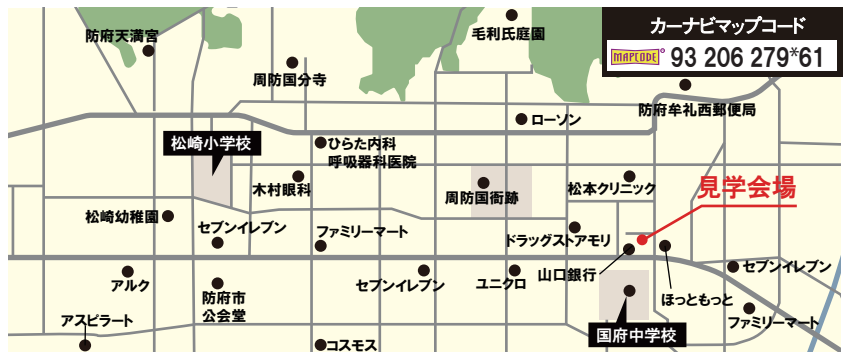 カーナビマップコード
MAPCODE® 93 206 279*61
防府天満宮
毛利氏庭園
周防国分寺
防府牟礼西郵便局
ローソン
松崎小学校
ひらた内科
呼吸器科医院
木村眼科
周防国衙跡
松本クリニック
見学会場
松崎幼稚園
セブンイレブン
ファミリーマート
ドラッグストアモリ
アルク
防府市
公会堂
セブンイレブン
ユニクロ
山口銀行
ほっともっと
セブンイレブン
アスピラート
コスモス
国府中学校
ファミリーマート